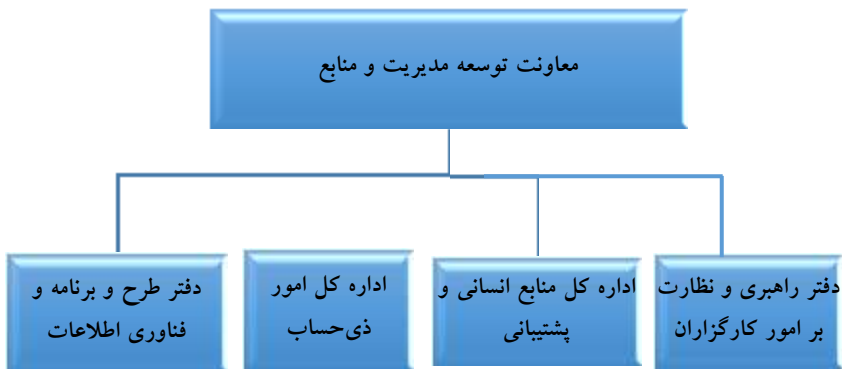 معاونت توسعه مدیریت و منابع
دفتر راهبری و نظارت
بر امور کارگزاران
اداره کل منابع انسانی و
پشتیبانی
اداره کل امور
ذی‌حساب
دفتر طرح و برنامه و
فناوری اطلاعات